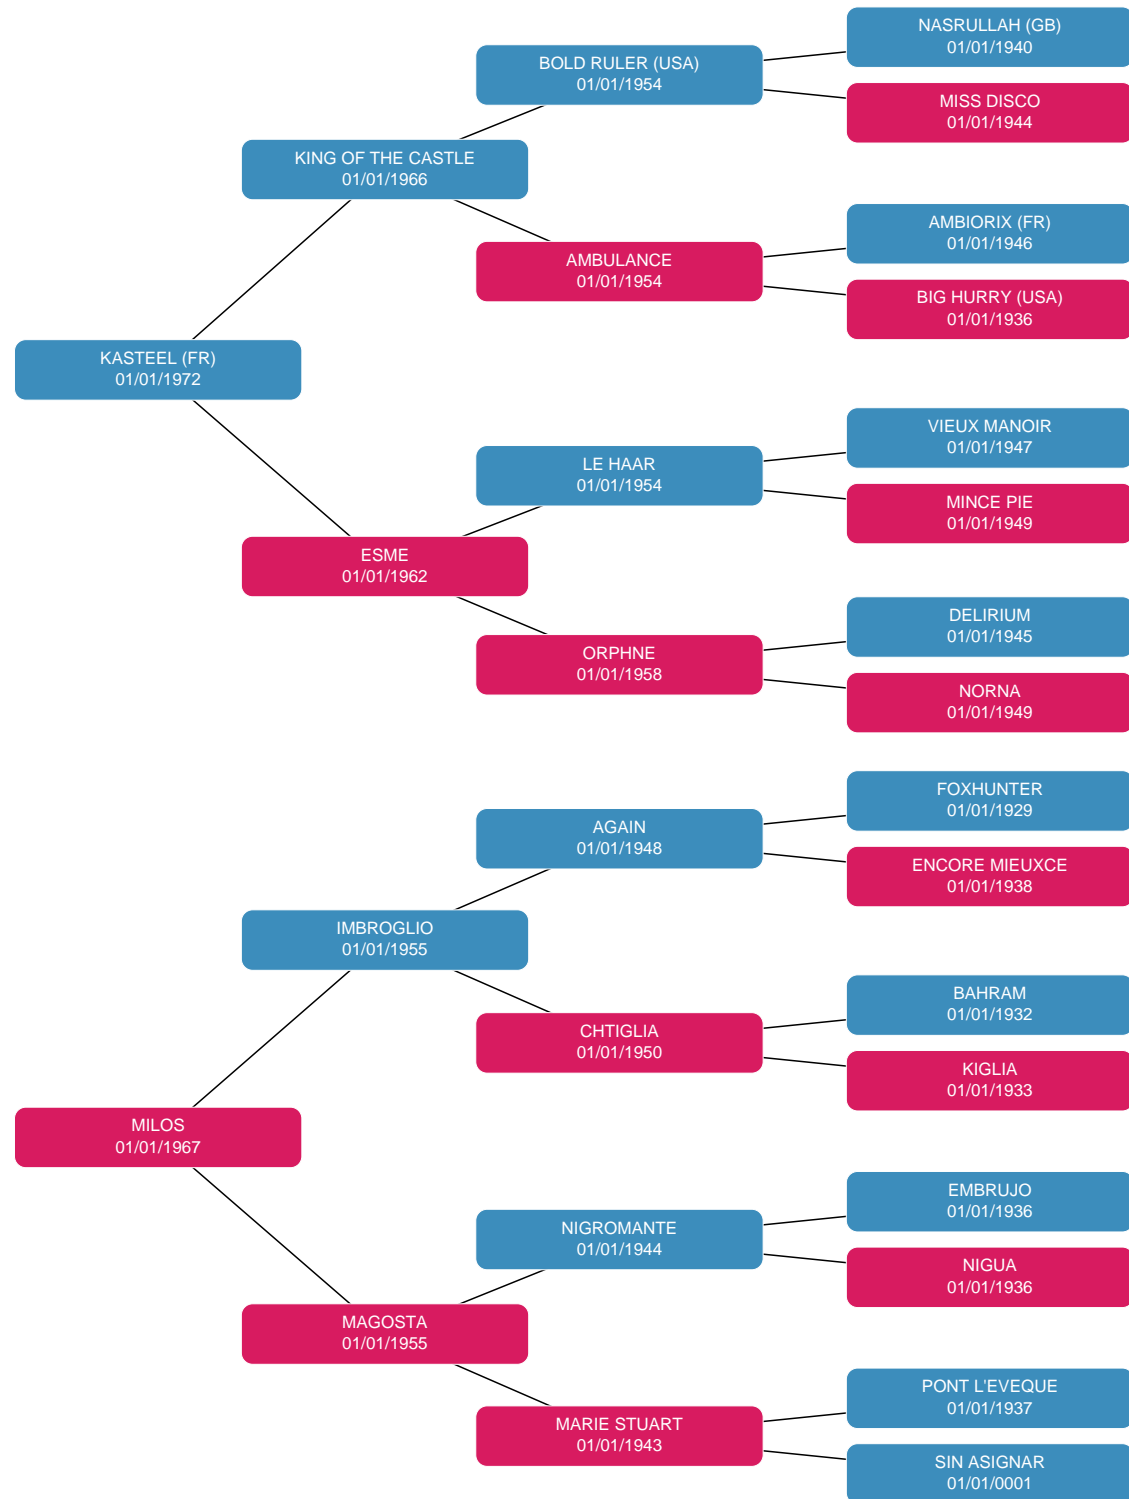 NASRULLAH (GB)
01/01/1940
BOLD RULER (USA)
01/01/1954
MISS DISCO
01/01/1944
KING OF THE CASTLE
01/01/1966
AMBIORIX (FR)
01/01/1946
AMBULANCE
01/01/1954
BIG HURRY (USA)
01/01/1936
KASTEEL (FR)
01/01/1972
VIEUX MANOIR
01/01/1947
LE HAAR
01/01/1954
MINCE PIE
01/01/1949
ESME
01/01/1962
DELIRIUM
01/01/1945
ORPHNE
01/01/1958
NORNA
01/01/1949
FOXHUNTER
01/01/1929
AGAIN
01/01/1948
ENCORE MIEUXCE
01/01/1938
IMBROGLIO
01/01/1955
BAHRAM
01/01/1932
CHTIGLIA
01/01/1950
KIGLIA
01/01/1933
MILOS
01/01/1967
EMBRUJO
01/01/1936
NIGROMANTE
01/01/1944
NIGUA
01/01/1936
MAGOSTA
01/01/1955
PONT L'EVEQUE
01/01/1937
MARIE STUART
01/01/1943
SIN ASIGNAR
01/01/0001